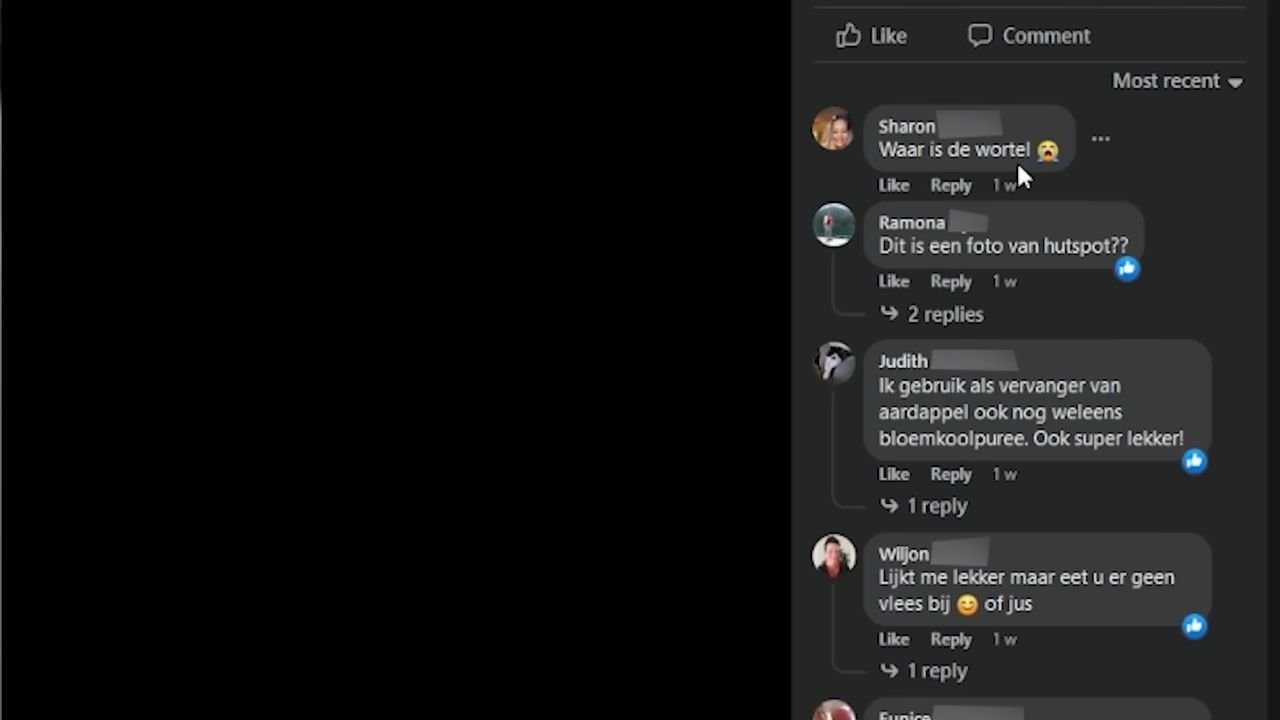 Like Comment
Most recent
Sharon
Waar is de wortel 😭
Like Reply 1 w
Ramona
Dit is een foto van hutspot??
Like Reply 1 w
2 replies
Judith
Ik gebruik als vervanger van
aardappel ook nog weleens
bloemkoolpuree. Ook super lekker!
Like Reply 1 w
1 reply
Wiljon
Lijkt me lekker maar eet u er geen
vlees bij 😊 of jus
Like Reply 1 w
1 reply
Eunice